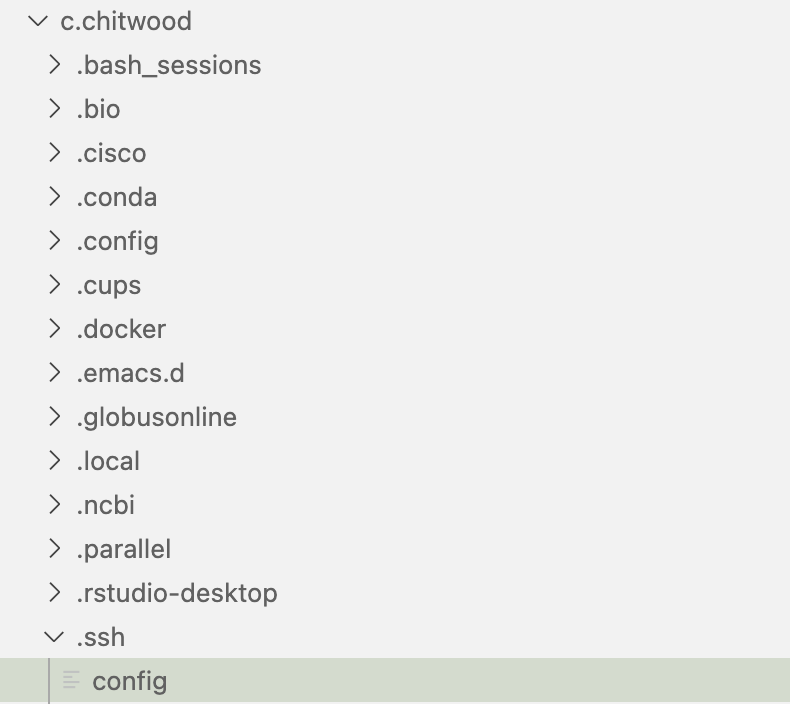 c.chitwood
.bash_sessions
.bio
.cisco
.conda
.config
.cups
.docker
.emacs.d
.globusonline
.local
.ncbi
.parallel
.rstudio-desktop
.ssh
config